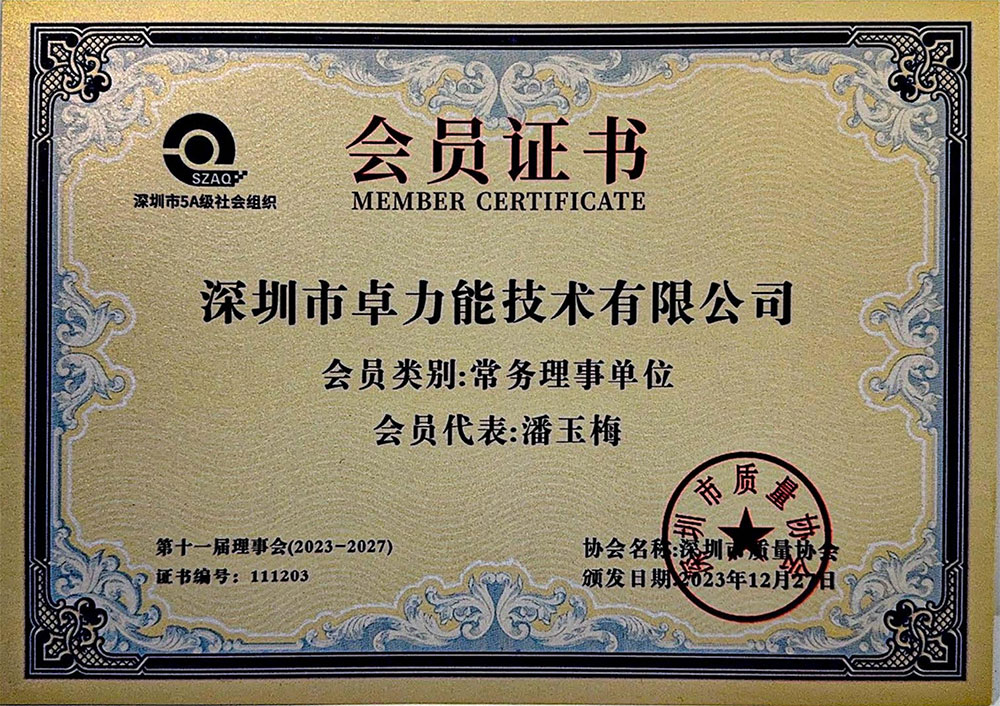 SZAQ
深圳市5A级社会组织
会员证书
MEMBER CERTIFICATE
深圳市卓力能技术有限公司
会员类别:常务理事单位
会员代表:潘玉梅
第十一届理事会(2023-2027)
证书编号：111203
协会名称:深圳市质量协会
颁发日期:2023年12月27日
深圳市质量协会